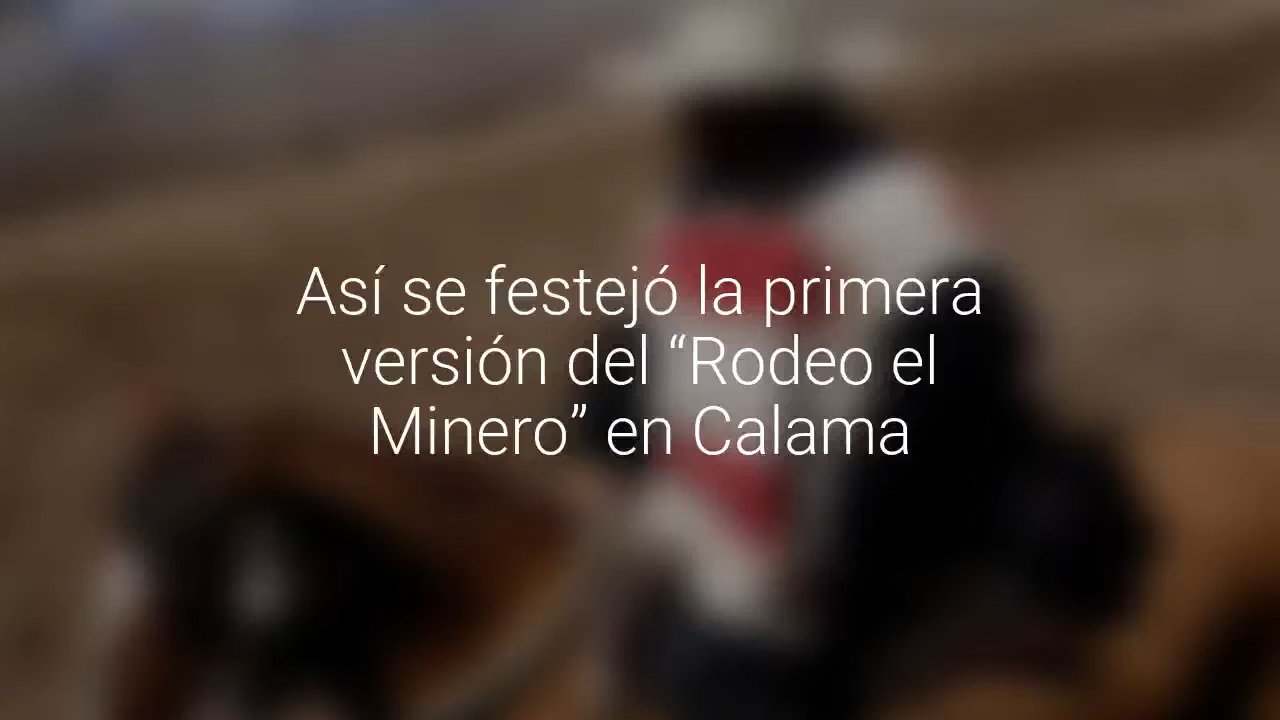 Así se festejó la primera
versión del “Rodeo el
Minero” en Calama